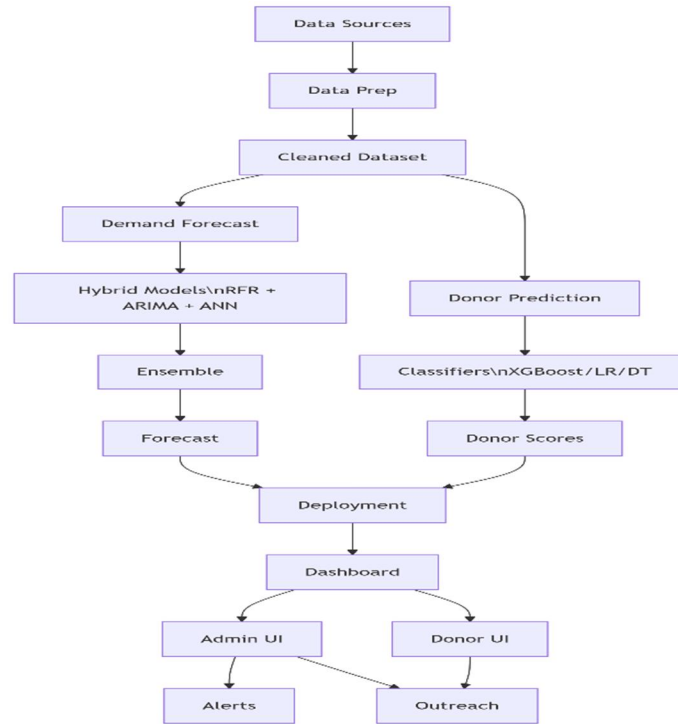 Data Sources
Data Prep
Cleaned Dataset
Demand Forecast
Hybrid Models\nRFR +
ARIMA + ANN
Donor Prediction
Ensemble
Classifiers\nXGBoost/LR/DT
Forecast
Donor Scores
Deployment
Dashboard
Admin UI
Donor UI
Alerts
Outreach